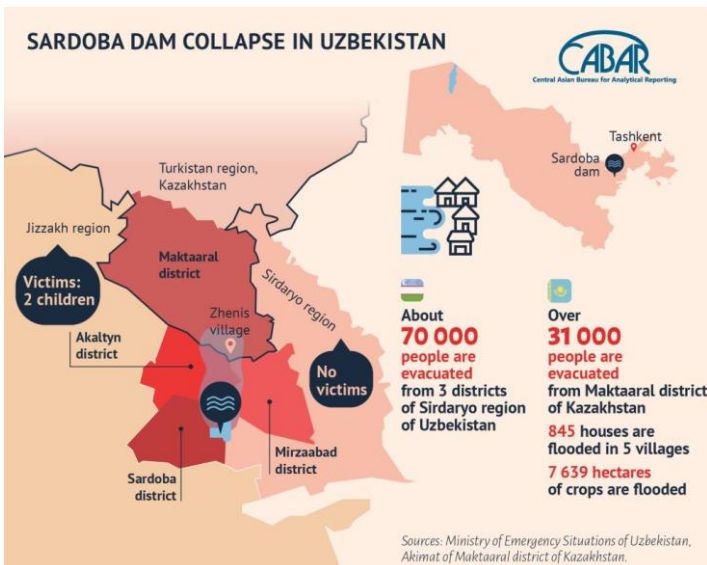 SARDOBA DAM COLLAPSE IN UZBEKISTAN
CABAR
Central Asian Bureau for Analytical Reporting
Tashkent
Sardoba
dam
Turkistan region,
Kazakhstan
Jizzakh region
Maktaaral
district
Sirdaryo region
Victims:
2 children
Zhenis
village
Akaltyn
district
No
victims
Mirzaabad
district
Sardoba
district
About
70 000
people are
evacuated
from 3 districts
of Sirdaryo region
of Uzbekistan
Over
31 000
people are
evacuated
from Maktaaral district
of Kazakhstan
845 houses are
flooded in 5 villages
7 639 hectares
of crops are flooded
Sources: Ministry of Emergency Situations of Uzbekistan,
Akimat of Maktaaral district of Kazakhstan.